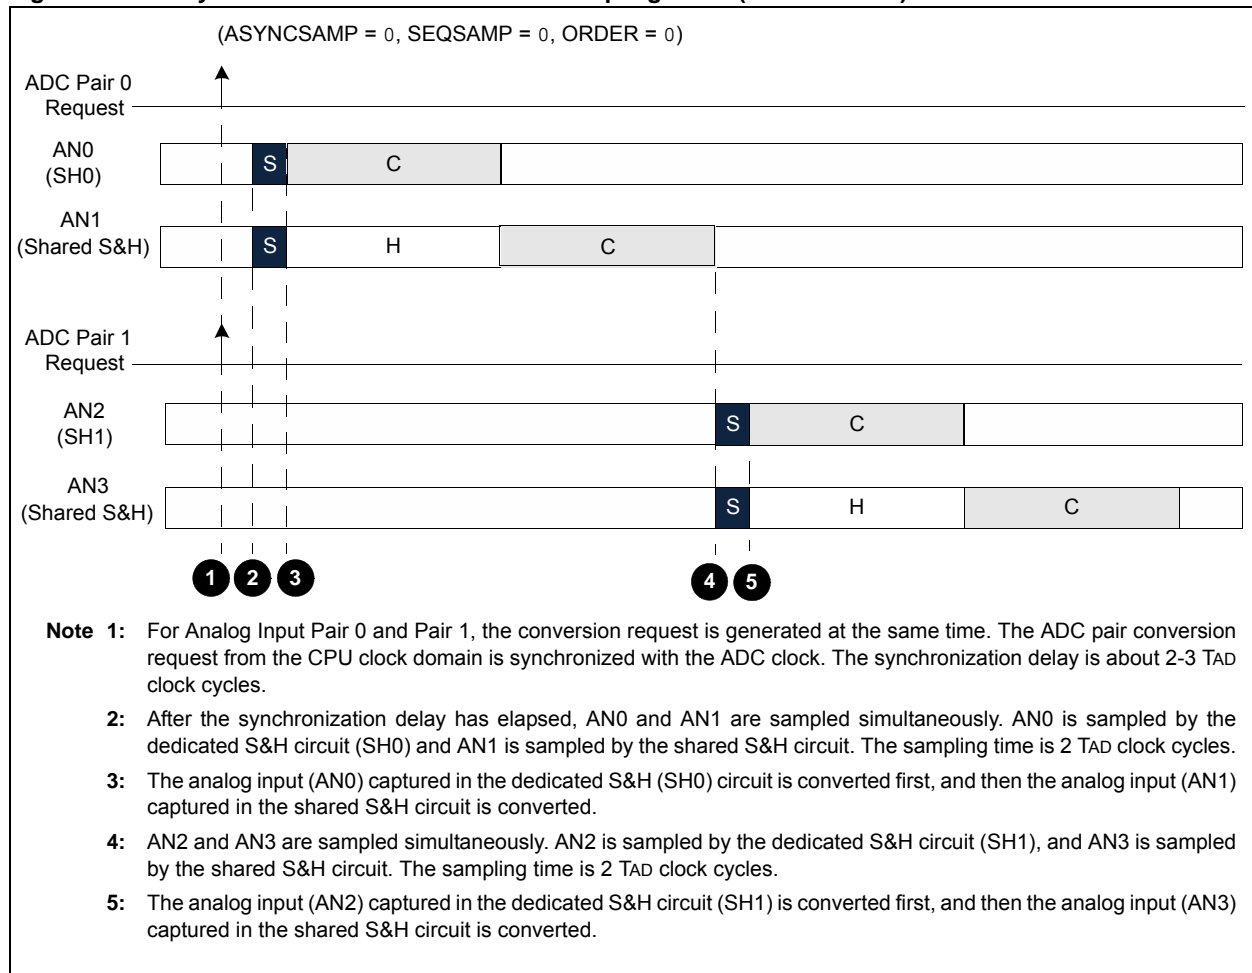 (ASYNCSAMP = 0, SEQSAMP = 0, ORDER = 0)
ADC Pair 0
Request
AN0
(SH0)
S
C
AN1
(Shared S&H)
S
H
C
ADC Pair 1
Request
AN2
(SH1)
S
C
AN3
(Shared S&H)
S
H
C
1
2
3
4
5
Note 1: For Analog Input Pair 0 and Pair 1, the conversion request is generated at the same time. The ADC pair conversion
request from the CPU clock domain is synchronized with the ADC clock. The synchronization delay is about 2-3 TAD
clock cycles.
2: After the synchronization delay has elapsed, AN0 and AN1 are sampled simultaneously. AN0 is sampled by the
dedicated S&H circuit (SH0) and AN1 is sampled by the shared S&H circuit. The sampling time is 2 TAD clock cycles.
3: The analog input (AN0) captured in the dedicated S&H (SH0) circuit is converted first, and then the analog input (AN1)
captured in the shared S&H circuit is converted.
4: AN2 and AN3 are sampled simultaneously. AN2 is sampled by the dedicated S&H circuit (SH1), and AN3 is sampled
by the shared S&H circuit. The sampling time is 2 TAD clock cycles.
5: The analog input (AN2) captured in the dedicated S&H circuit (SH1) is converted first, and then the analog input (AN3)
captured in the shared S&H circuit is converted.